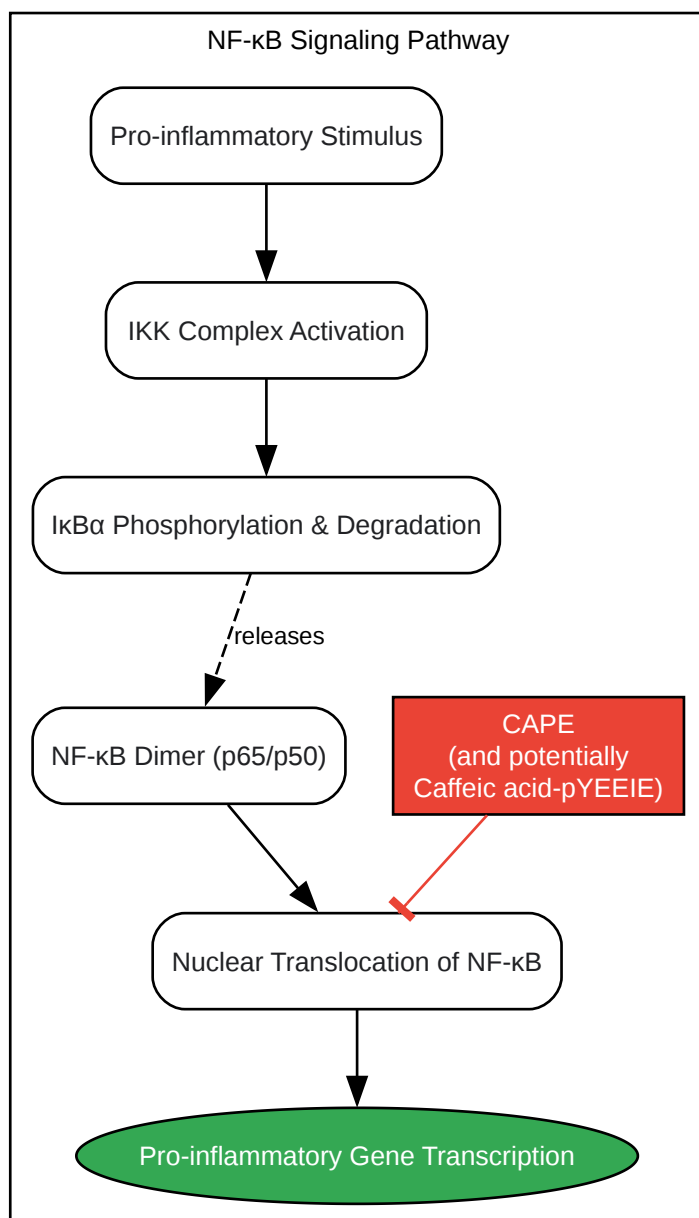 NF-κB Signaling Pathway
Pro-inflammatory Stimulus
IKK Complex Activation
IκBα Phosphorylation & Degradation
releases
NF-κB Dimer (p65/p50)
CAPE
(and potentially
Caffeic acid-pYEEIE)
Nuclear Translocation of NF-κB
Pro-inflammatory Gene Transcription